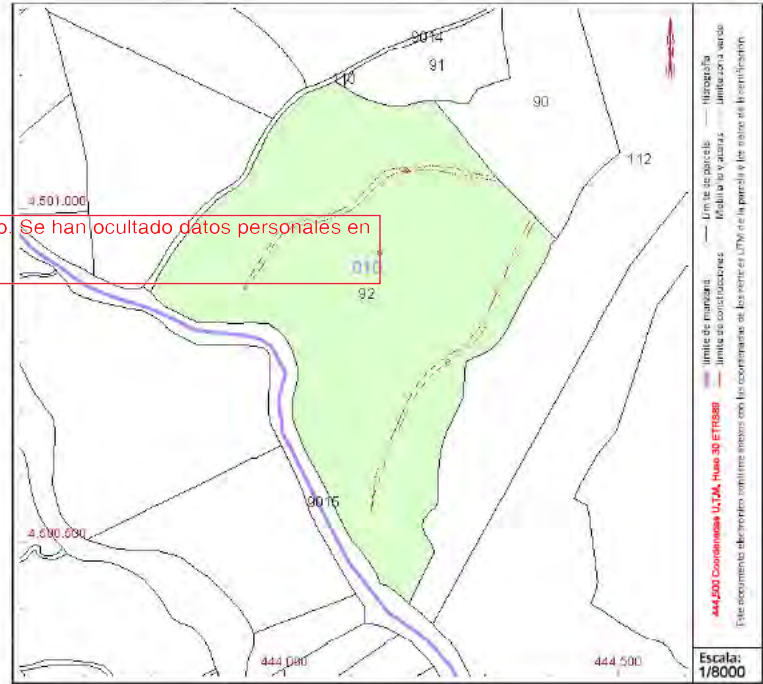 9014
91
110
90
112
4,501,000
o. Se han ocultado datos personales en
010
92
9015
4,500,500
444,000
444,500
444,500 Coordenadas U.T.M. Huso 30 ETRS89
Límite de manzana
Límite de parcela
Hidrografía
Límite de construcciones
Mobiliario y aceras
Límite zona verde
Este documento electrónico contiene anexos con las coordenadas de los vértices UTM de la parcela y los datos de la certificación
Escala:
1/8000